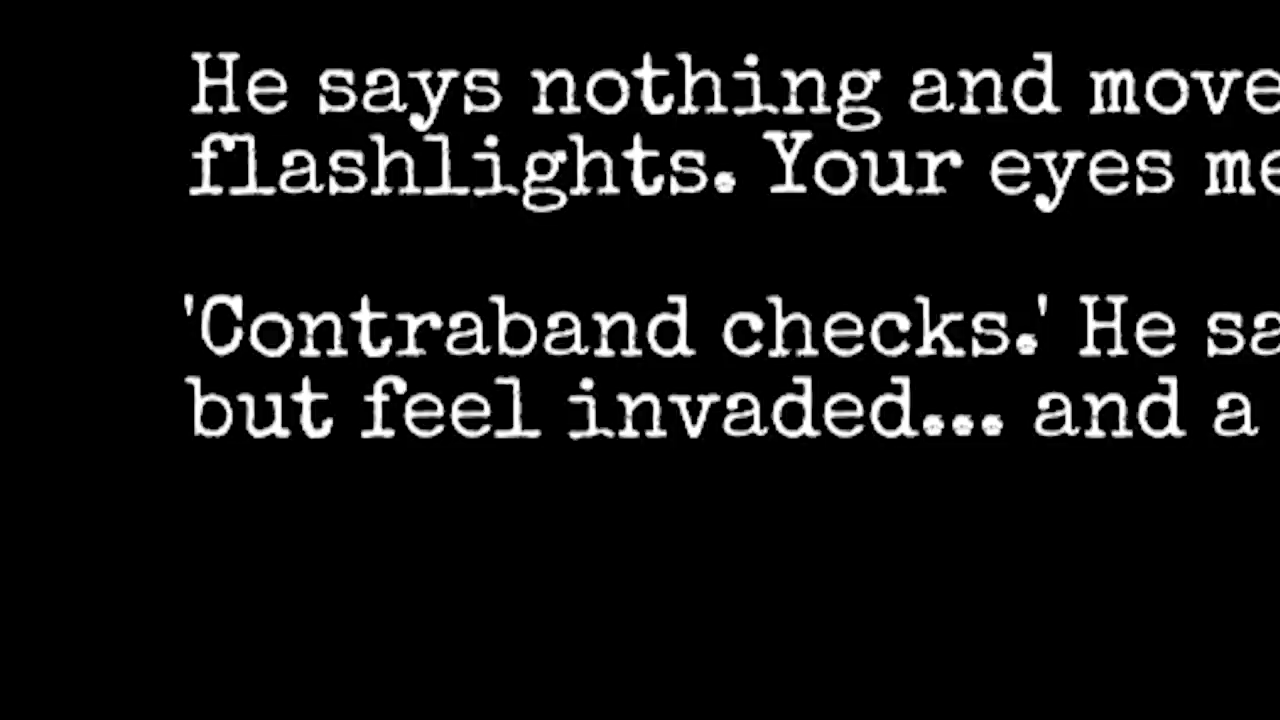 He says nothing and move
flashlights. Your eyes me
'Contraband checks.' He sa
but feel invaded... and a